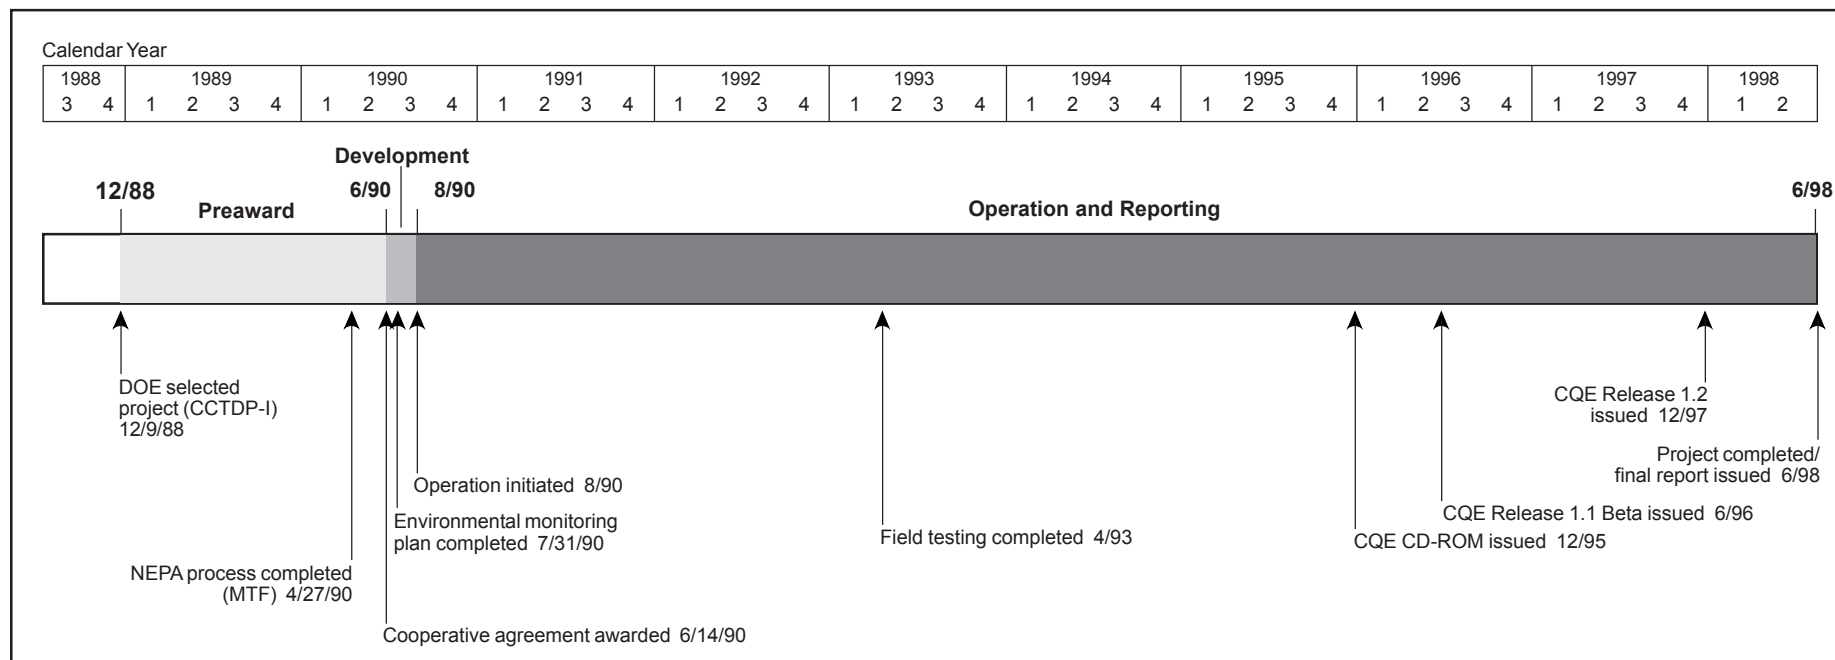 Calendar Year
1988 1989 1990 1991 1992 1993 1994 1995 1996 1997 1998
3 4 1 2 3 4 1 2 3 4 1 2 3 4 1 2 3 4 1 2 3 4 1 2 3 4 1 2 3 4 1 2 3 4 1 2 3 4 1 2
Development
12/88 6/90 8/90 6/98
Preaward Operation and Reporting
DOE selected
project (CCTDP-I)
12/9/88
CQE Release 1.2
issued 12/97
Project completed/
final report issued 6/98
Operation initiated 8/90
Environmental monitoring
plan completed 7/31/90
CQE Release 1.1 Beta issued 6/96
Field testing completed 4/93
CQE CD-ROM issued 12/95
NEPA process completed
(MTF) 4/27/90
Cooperative agreement awarded 6/14/90